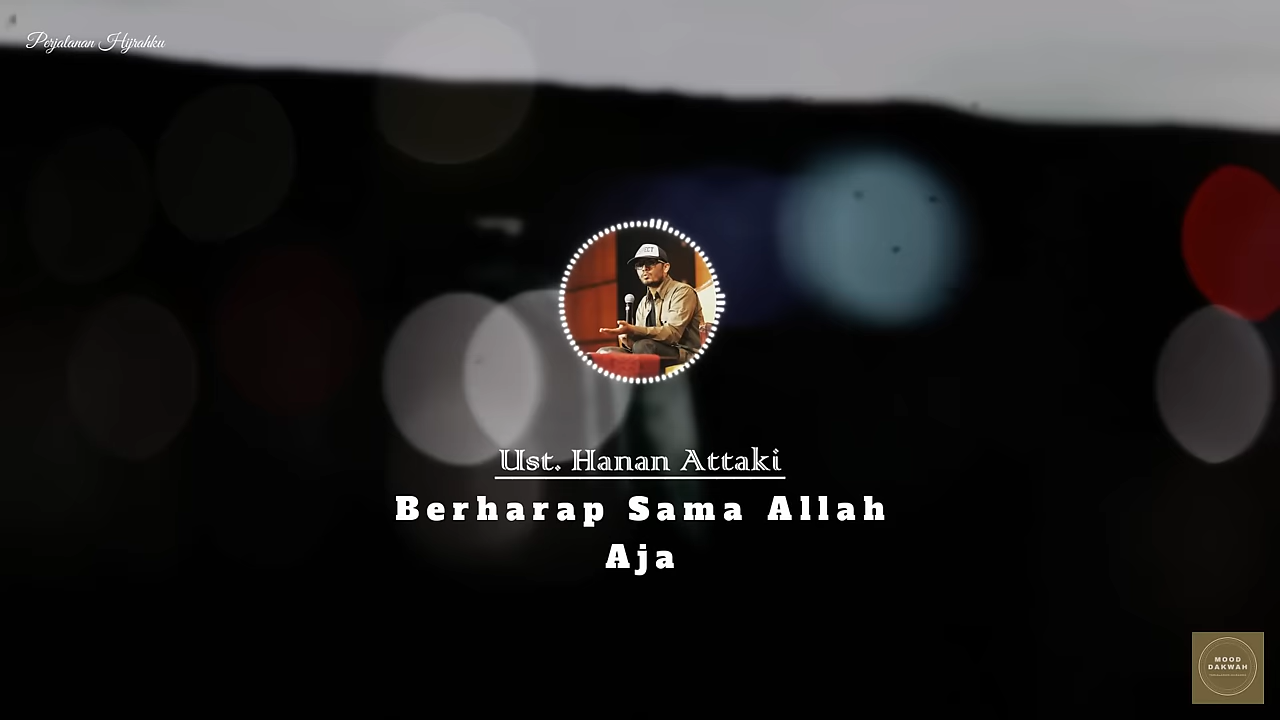 Perjalanan Hijrahku
Ust. Hanan Attaki
Berharap Sama Allah
Aja
MOOD
DAKWAH